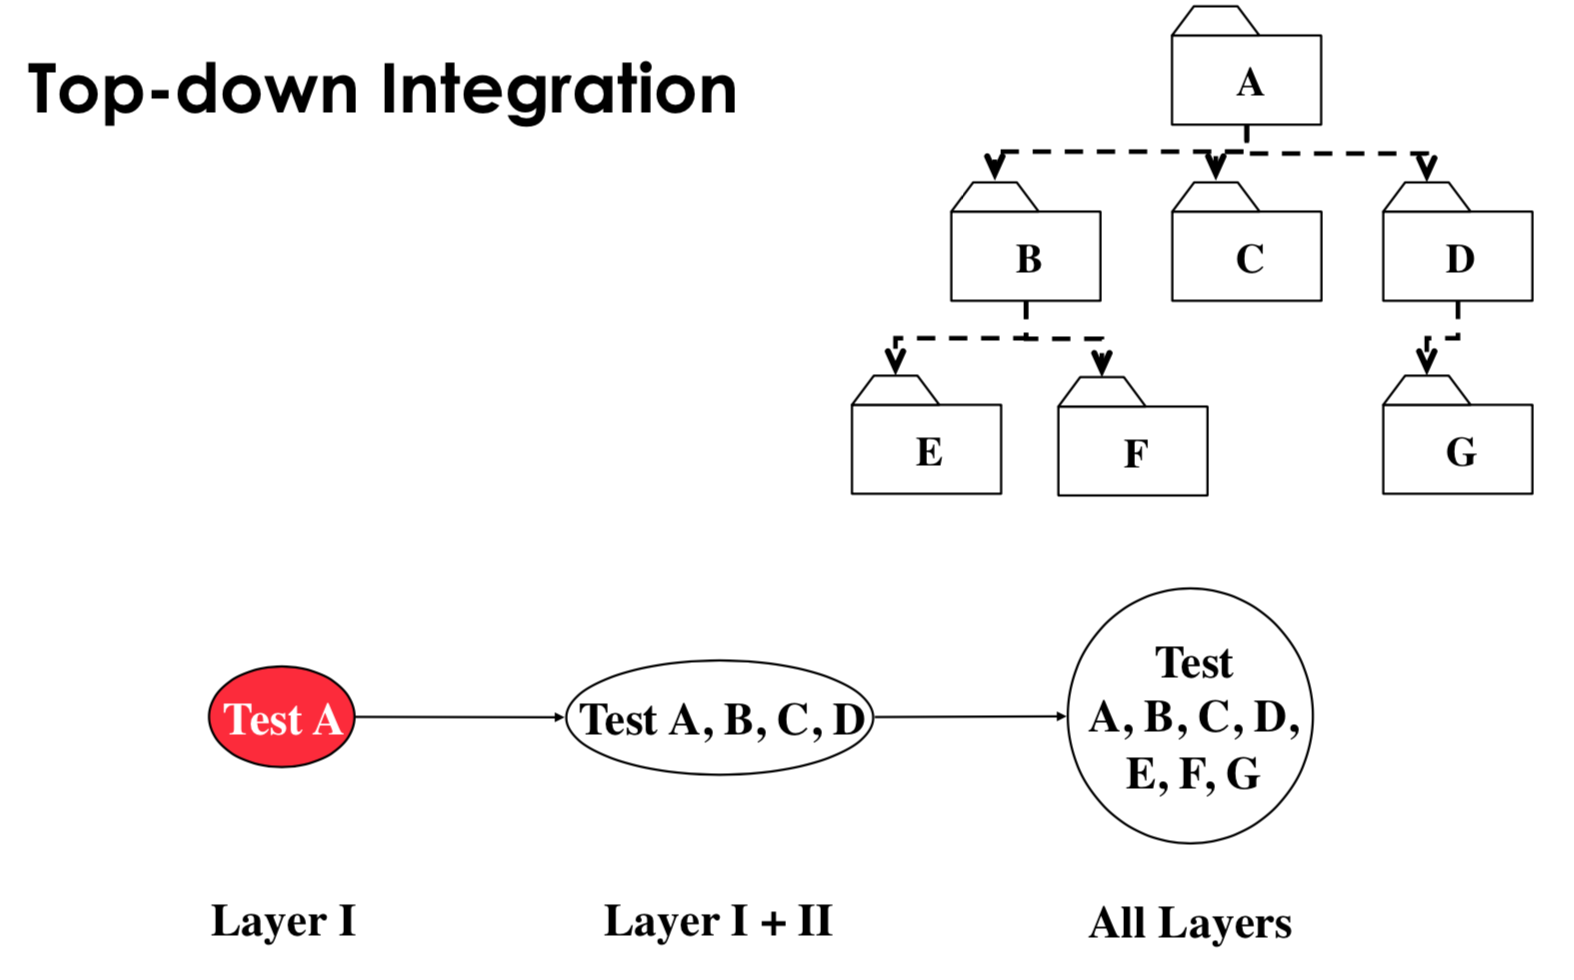 Top-down Integration
A
B
C
D
E
F
G
Test A
Test A, B, C, D
Test
A, B, C, D,
E, F, G
Layer I
Layer I + II
All Layers